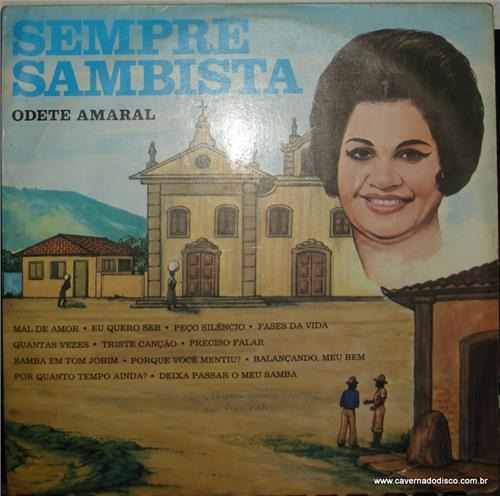 SEMPRE
SAMBISTA
ODETE AMARAL
MAL DE AMOR • EU QUERO SER • PEÇO SILÊNCIO • FASES DA VIDA
QUANTAS VEZES • TRISTE CANÇÃO • PRECISO FALAR
SAMBA EM TOM JOBIM • PORQUE VOCÊ MENTIU? • BALANÇANDO, MEU BEM
POR QUANTO TEMPO AINDA? • DEIXA PASSAR O MEU SAMBA
www.cavernadodisco.com.br